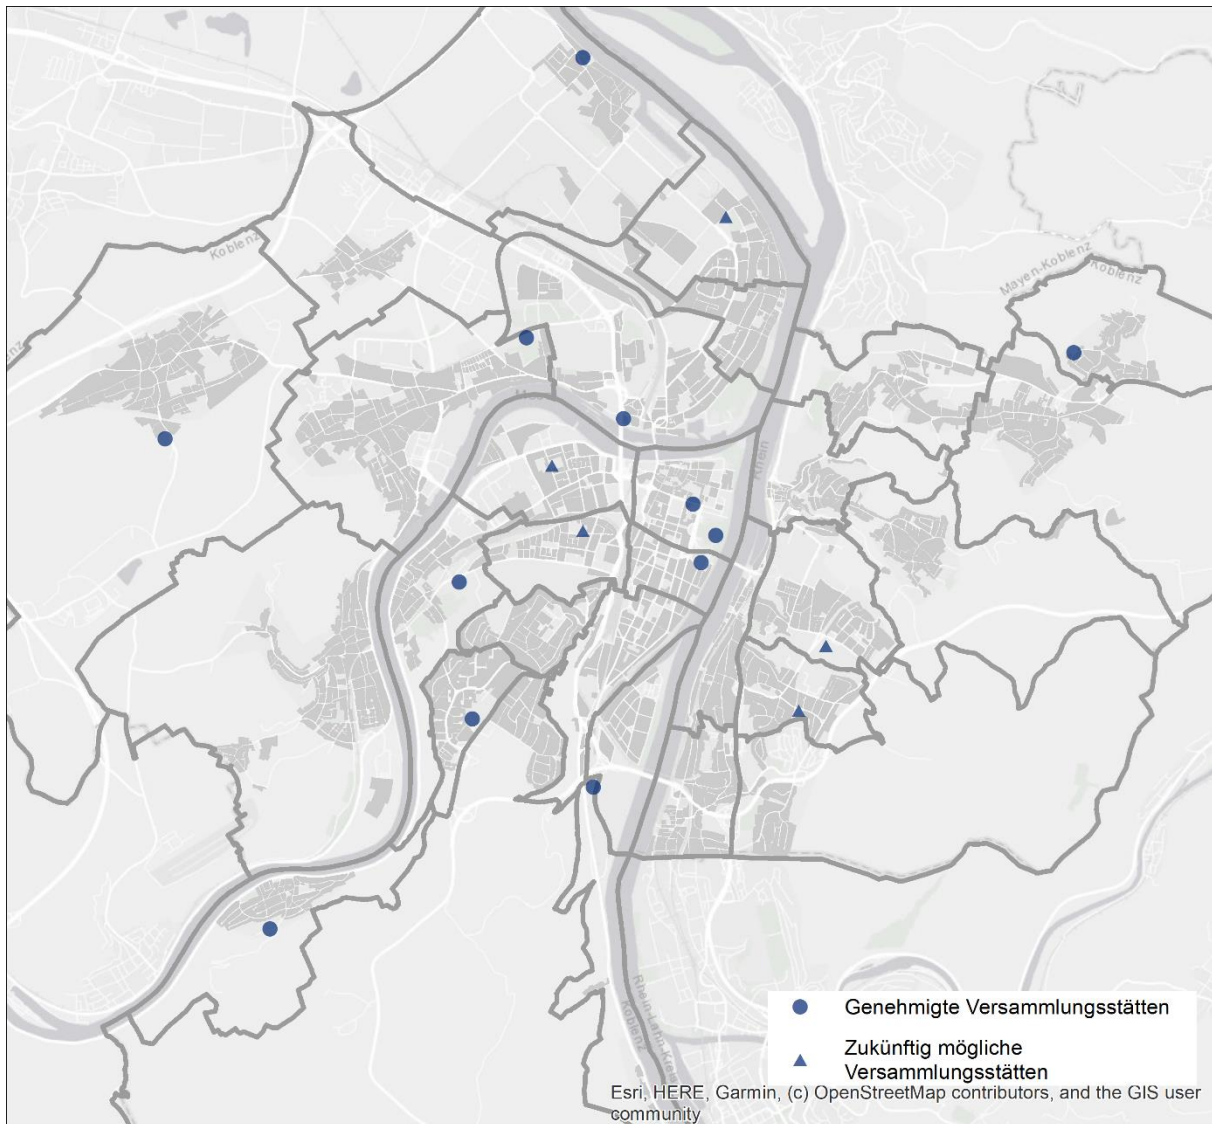 Koblenz
Mayen-Koblenz
Koblenz
Rhein
Rhein-Lahn-Kreis
Koblenz
Genehmigte Versammlungsstätten
Zukünftig mögliche
Versammlungsstätten
Esri, HERE, Garmin, (c) OpenStreetMap contributors, and the GIS user
community